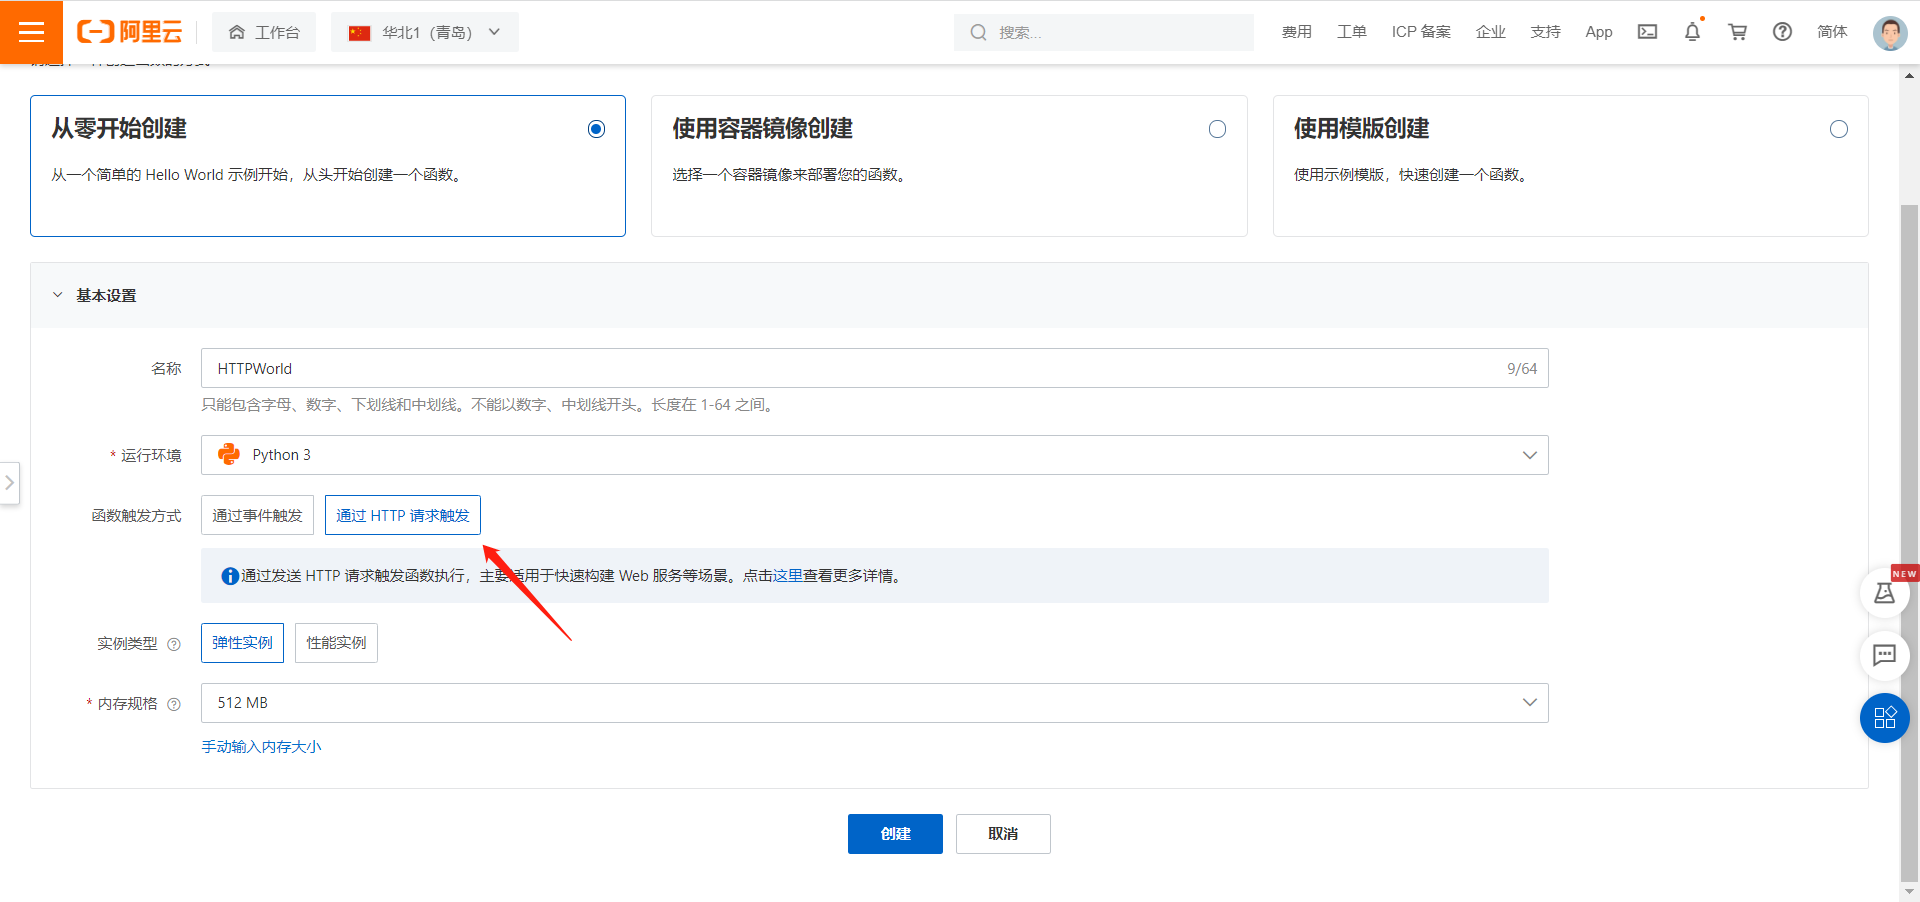 阿里云
工作台
华北1（青岛）
搜索...
费用
工单
ICP 备案
企业
支持
App
简体
从零开始创建
从一个简单的 Hello World 示例开始，从头开始创建一个函数。
使用容器镜像创建
选择一个容器镜像来部署您的函数。
使用模版创建
使用示例模版，快速创建一个函数。
基本设置
名称
HTTPWorld
9/64
只能包含字母、数字、下划线和中划线。不能以数字、中划线开头。长度在 1-64 之间。
* 运行环境
Python 3
函数触发方式
通过事件触发
通过 HTTP 请求触发
通过发送 HTTP 请求触发函数执行，主要适用于快速构建 Web 服务等场景。点击这里查看更多详情。
NEW
实例类型
弹性实例
性能实例
* 内存规格
512 MB
手动输入内存大小
创建
取消